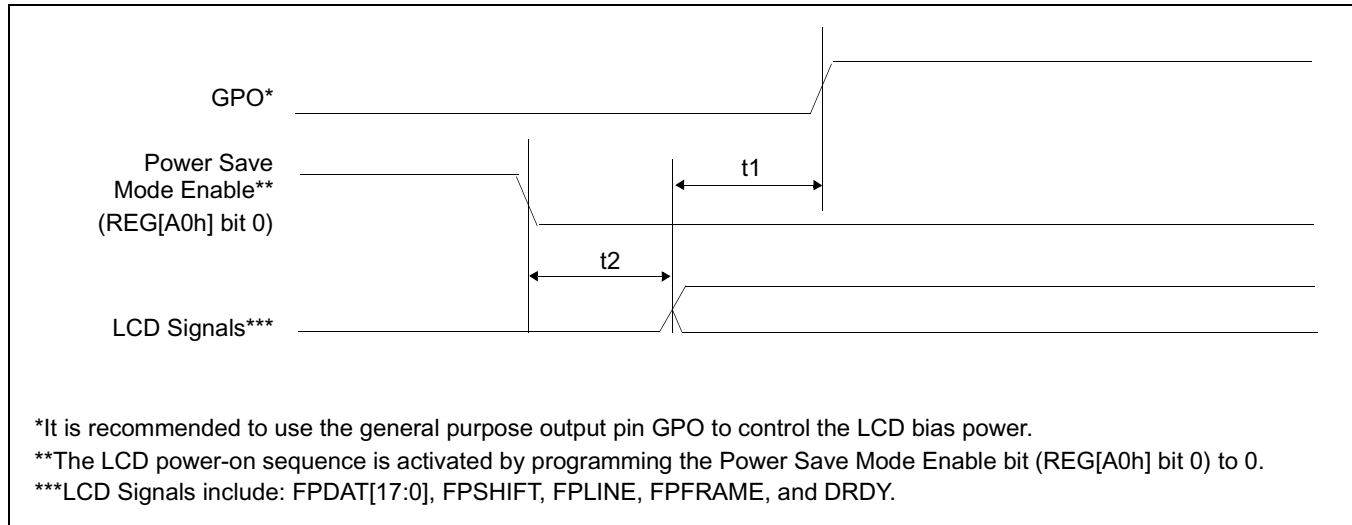 GPO*
Power Save
Mode Enable**
(REG[A0h] bit 0)
t1
t2
LCD Signals***
*It is recommended to use the general purpose output pin GPO to control the LCD bias power.
**The LCD power-on sequence is activated by programming the Power Save Mode Enable bit (REG[A0h] bit 0) to 0.
***LCD Signals include: FPDAT[17:0], FPSHIFT, FPLINE, FPFRAME, and DRDY.